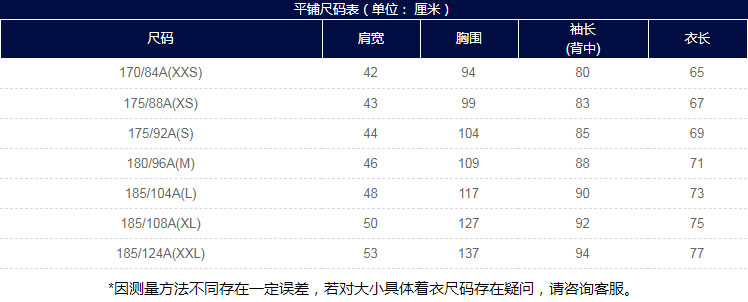 平铺尺码表（单位： 厘米）
尺码 肩宽 胸围 袖长 (背中) 衣长
170/84A(XXS) 42 94 80 65
175/88A(XS) 43 99 83 67
175/92A(S) 44 104 85 69
180/96A(M) 46 109 88 71
185/104A(L) 48 117 90 73
185/108A(XL) 50 127 92 75
185/124A(XXL) 53 137 94 77
*因测量方法不同存在一定误差，若对大小具体着衣尺码存在疑问，请咨询客服。